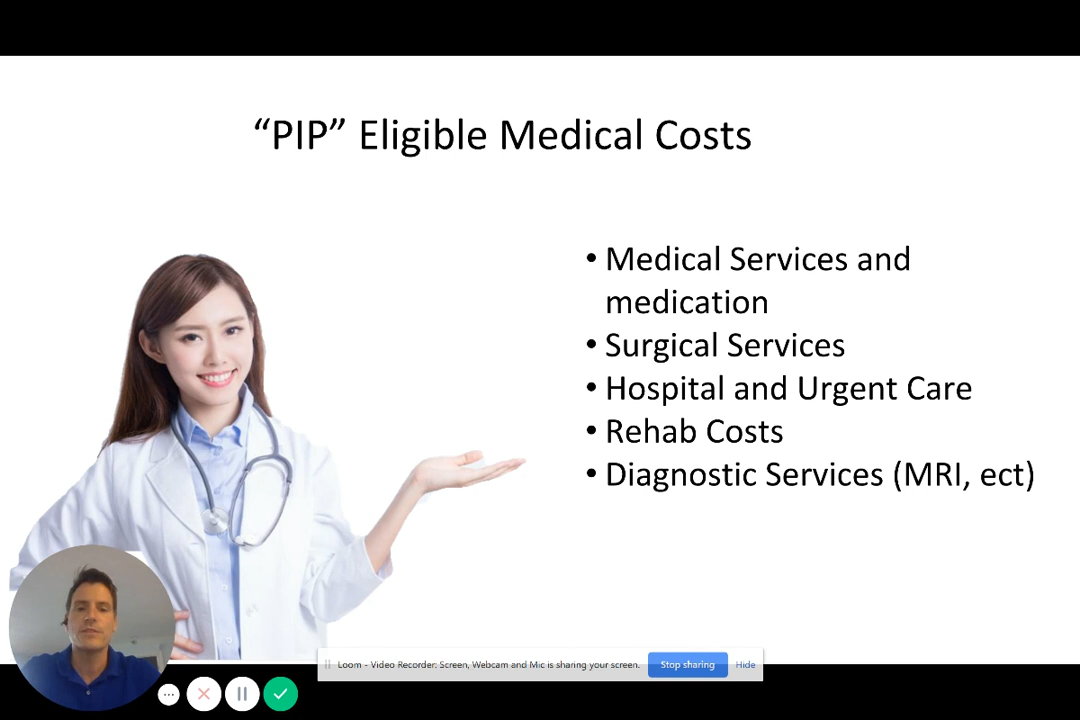 “PIP” Eligible Medical Costs
• Medical Services and
medication
• Surgical Services
• Hospital and Urgent Care
• Rehab Costs
• Diagnostic Services (MRI, ect)
Loom - Video Recorder: Screen, Webcam and Mic is sharing your screen. Stop sharing Hide